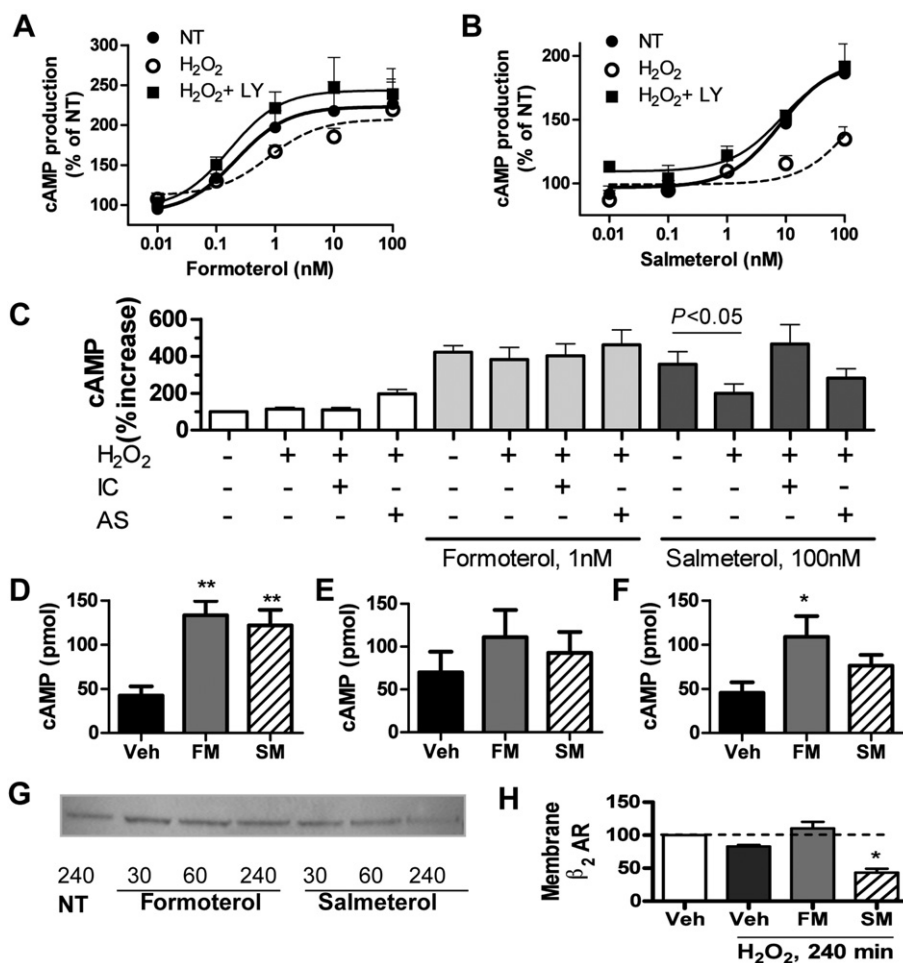 A
NT
H2O2
H2O2+ LY
cAMP production
(% of NT)
300
250
200
150
100
0.01 0.1 1 10 100
Formoterol (nM)
B
NT
H2O2
H2O2+ LY
cAMP production
(% of NT)
200
150
100
0.01 0.1 1 10 100
Salmeterol (nM)
C
cAMP
(% increase)
600
400
200
0
P<0.05
H2O2 - + + + - + + + - + + +
IC - - + - - - + - - - + -
AS - - - + - - - + - - - +
Formoterol, 1nM Salmeterol, 100nM
D
cAMP (pmol)
150
100
50
0
** **
Veh FM SM
E
cAMP (pmol)
150
100
50
0
Veh FM SM
F
cAMP (pmol)
150
100
50
0
*
Veh FM SM
G
240 30 60 240 30 60 240
NT Formoterol Salmeterol
H
Membrane
β2 AR
150
100
50
0
*
Veh Veh FM SM
H2O2, 240 min